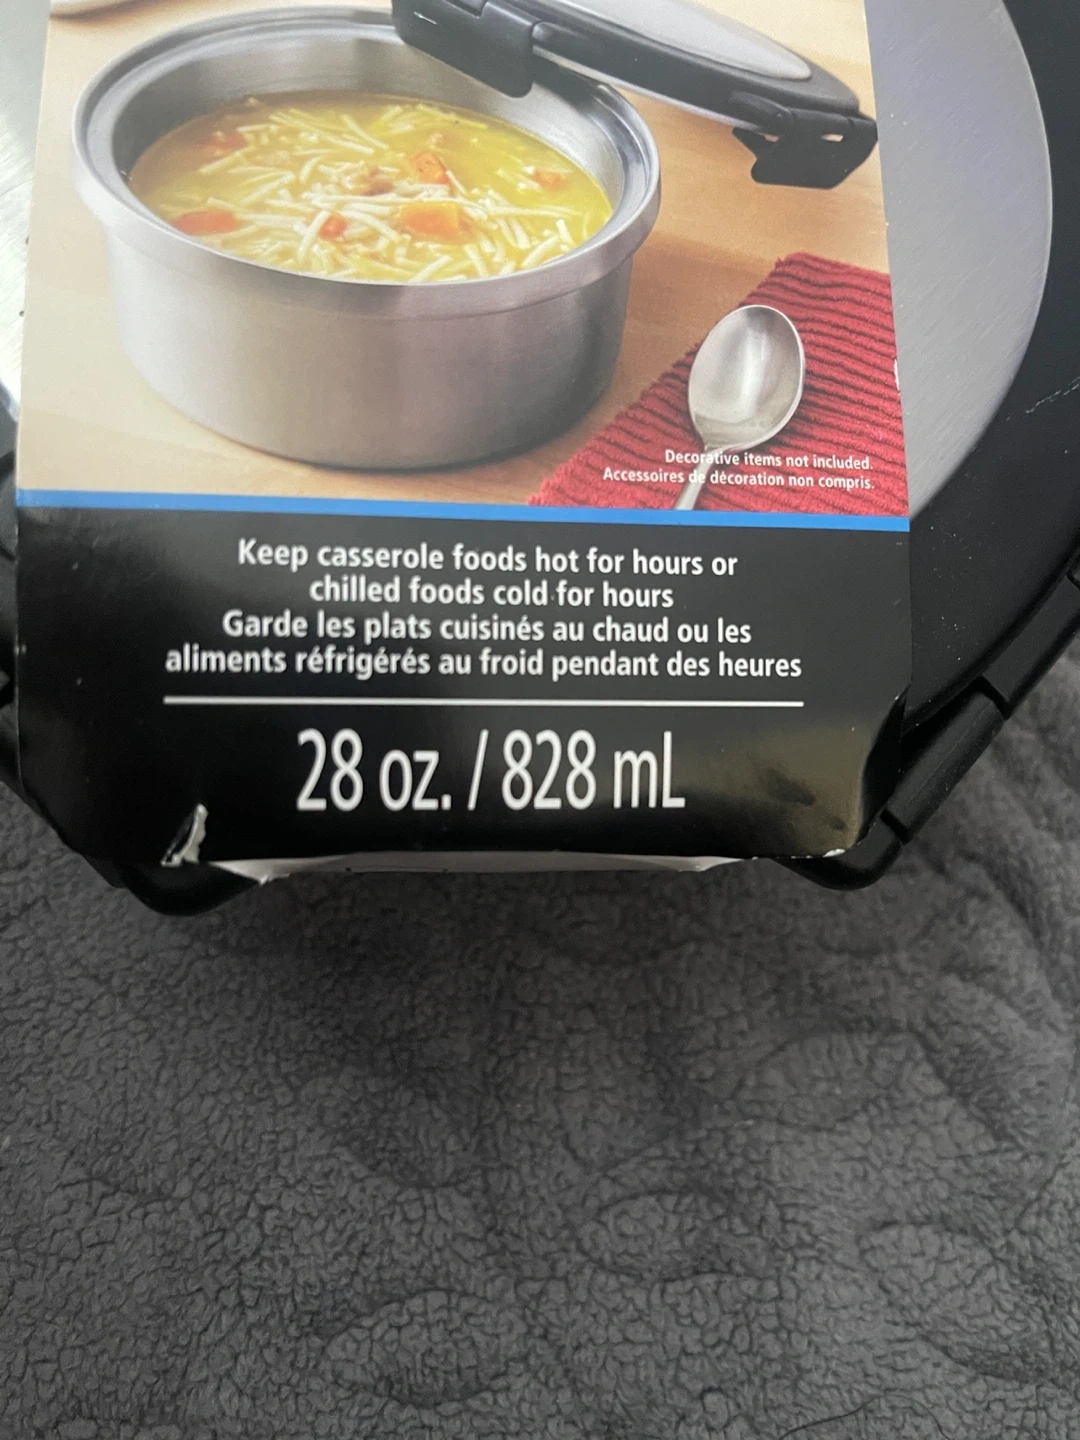 Decorative items not included.
Accessoires de décoration non compris.
Keep casserole foods hot for hours or
chilled foods cold for hours
Garde les plats cuisinés au chaud ou les
aliments réfrigérés au froid pendant des heures
28 oz. / 828 mL